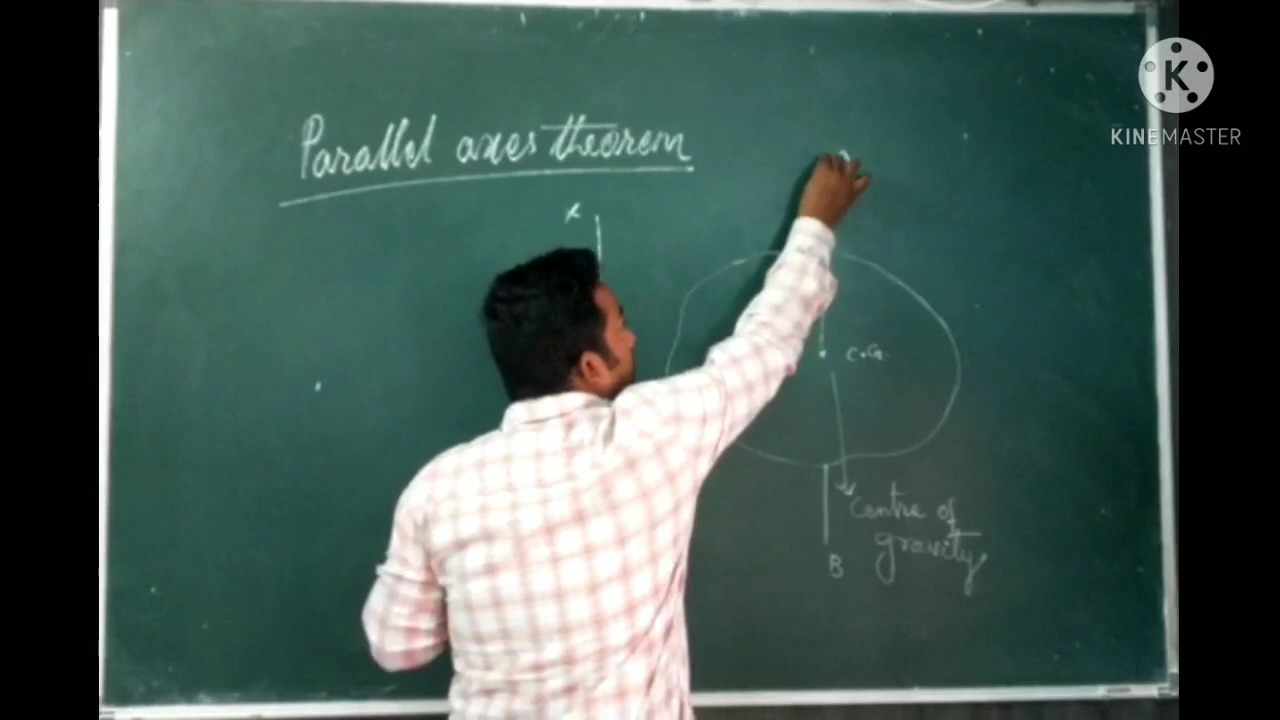 Parallel axes theorem
x
C.G.
Centre of
gravity
B
KINEMASTER